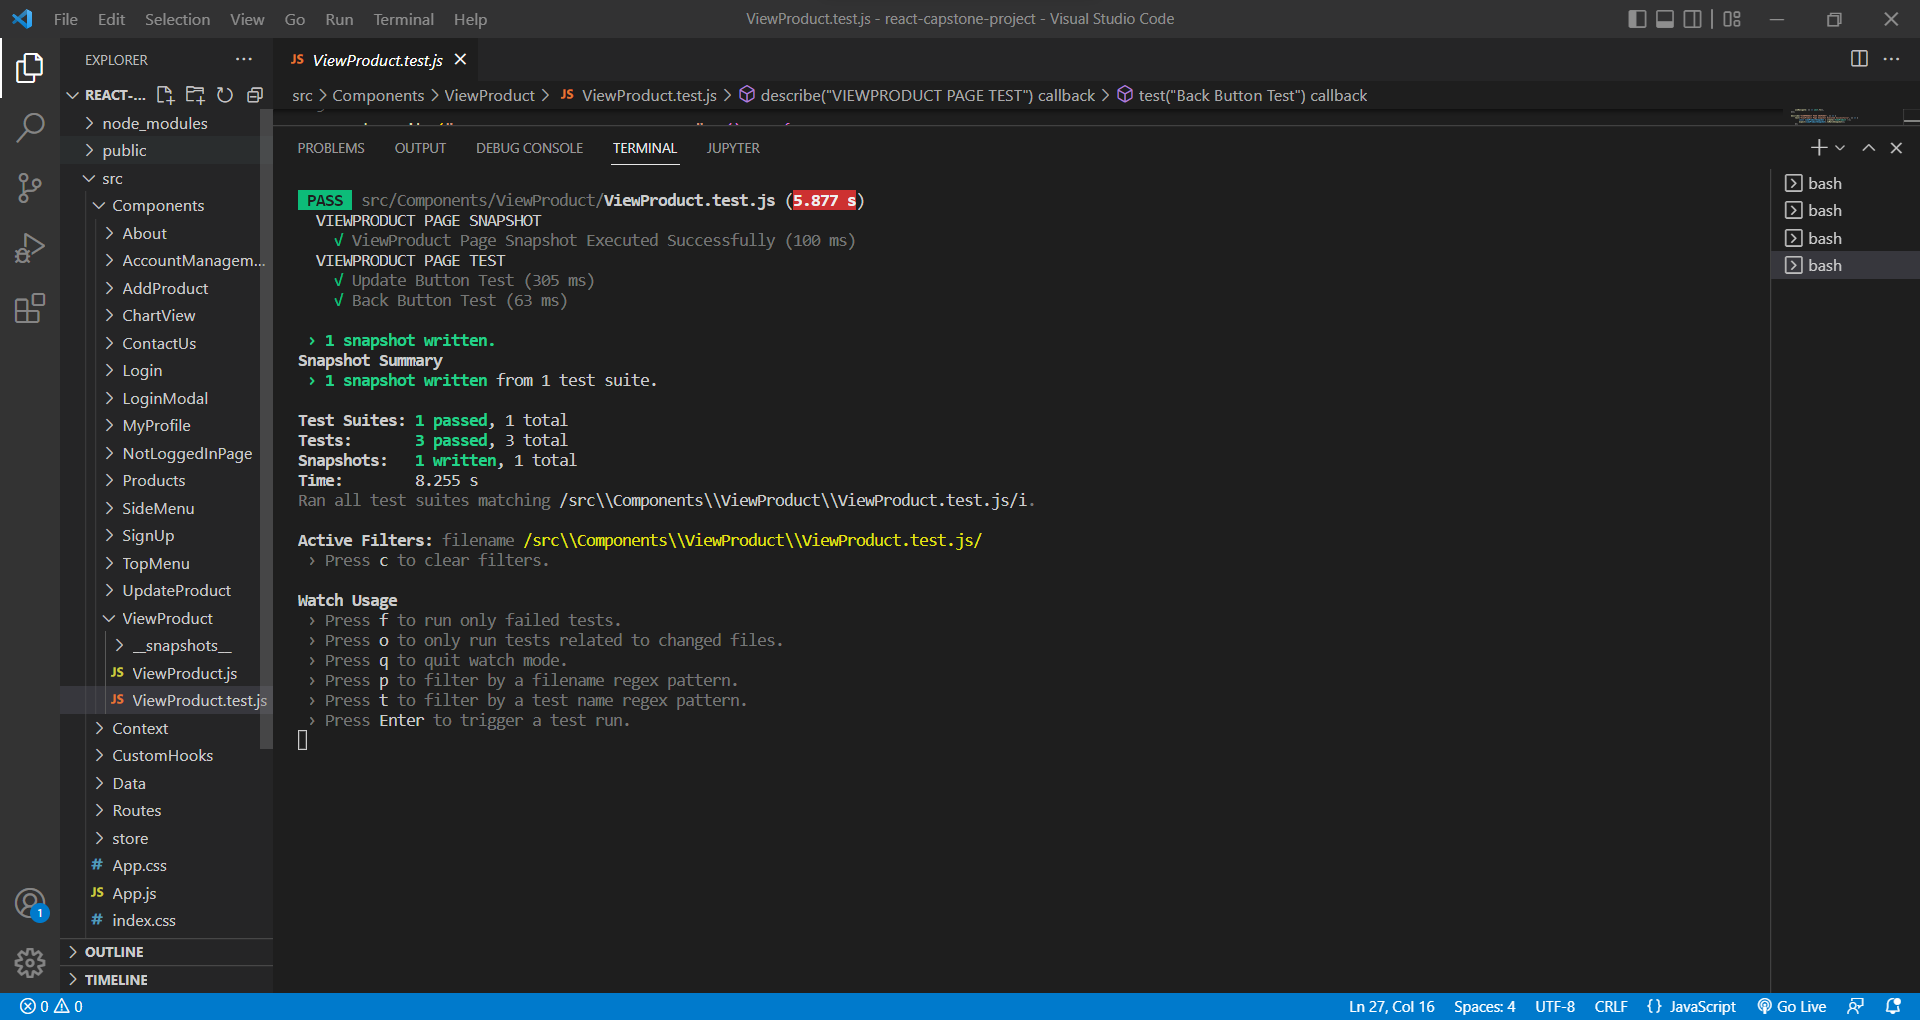 File Edit Selection View Go Run Terminal Help
ViewProduct.test.js - react-capstone-project - Visual Studio Code
EXPLORER
REACT-...
node_modules
public
src
Components
About
AccountManagem...
AddProduct
ChartView
ContactUs
Login
LoginModal
MyProfile
NotLoggedInPage
Products
SideMenu
SignUp
TopMenu
UpdateProduct
ViewProduct
__snapshots__
JS ViewProduct.js
JS ViewProduct.test.js
Context
CustomHooks
Data
Routes
store
# App.css
JS App.js
# index.css
OUTLINE
TIMELINE
1
JS ViewProduct.test.js
src > Components > ViewProduct > JS ViewProduct.test.js > describe("VIEWPRODUCT PAGE TEST") callback > test("Back Button Test") callback
PROBLEMS OUTPUT DEBUG CONSOLE TERMINAL JUPYTER
PASS src/Components/ViewProduct/ViewProduct.test.js (5.877 s)
VIEWPRODUCT PAGE SNAPSHOT
√ ViewProduct Page Snapshot Executed Successfully (100 ms)
VIEWPRODUCT PAGE TEST
√ Update Button Test (305 ms)
√ Back Button Test (63 ms)
› 1 snapshot written.
Snapshot Summary
› 1 snapshot written from 1 test suite.
Test Suites: 1 passed, 1 total
Tests: 3 passed, 3 total
Snapshots: 1 written, 1 total
Time: 8.255 s
Ran all test suites matching /src\\Components\\ViewProduct\\ViewProduct.test.js/i.
Active Filters: filename /src\\Components\\ViewProduct\\ViewProduct.test.js/
› Press c to clear filters.
Watch Usage
› Press f to run only failed tests.
› Press o to only run tests related to changed files.
› Press q to quit watch mode.
› Press p to filter by a filename regex pattern.
› Press t to filter by a test name regex pattern.
› Press Enter to trigger a test run.
bash
bash
bash
bash
0 0
Ln 27, Col 16 Spaces: 4 UTF-8 CRLF {} JavaScript Go Live